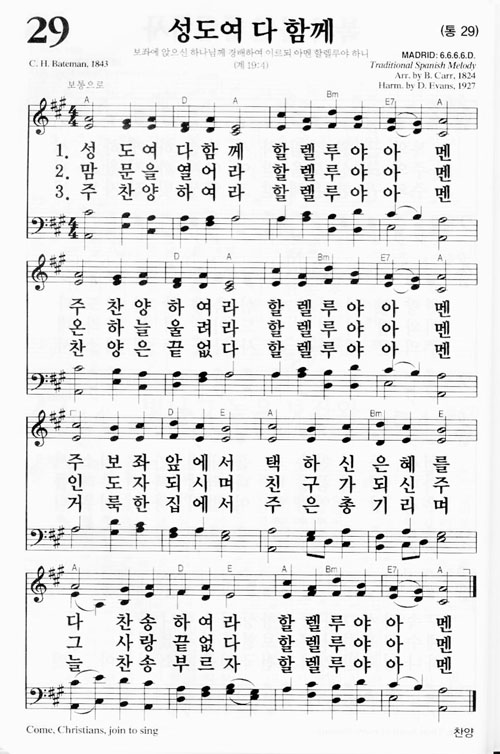 29
성도여 다 함께
(통 29)
보좌에 앉으신 하나님께 경배하여 이르되 아멘 할렐루야 하니
(계 19:4)
C. H. Bateman, 1843
MADRID: 6.6.6.6.D.
Traditional Spanish Melody
Arr. by B. Carr, 1824
Harm. by D. Evans, 1927
보통으로
A D A Bm E7 A
1. 성 도 여 다 함 께 할 렐 루 야 아 멘
2. 맘 문 을 열 어 라 할 렐 루 야 아 멘
3. 주 찬 양 하 여 라 할 렐 루 야 아 멘
A D A Bm E7 A
주 찬 양 하 여 라 할 렐 루 야 아 멘
온 하 늘 울 려 라 할 렐 루 야 아 멘
찬 양 은 끝 없 다 할 렐 루 야 아 멘
D E A Bm E
주 보 좌 앞 에 서 택 하 신 은 혜 를
인 도 자 되 시 며 친 구 가 되 신 주
거 룩 한 집 에 서 주 은 총 기 리 며
A D E A Bm E7 A
다 찬 송 하 여 라 할 렐 루 야 아 멘
그 사 랑 끝 없 다 할 렐 루 야 아 멘
늘 찬 송 부 르 자 할 렐 루 야 아 멘
Come, Christians, join to sing
찬양